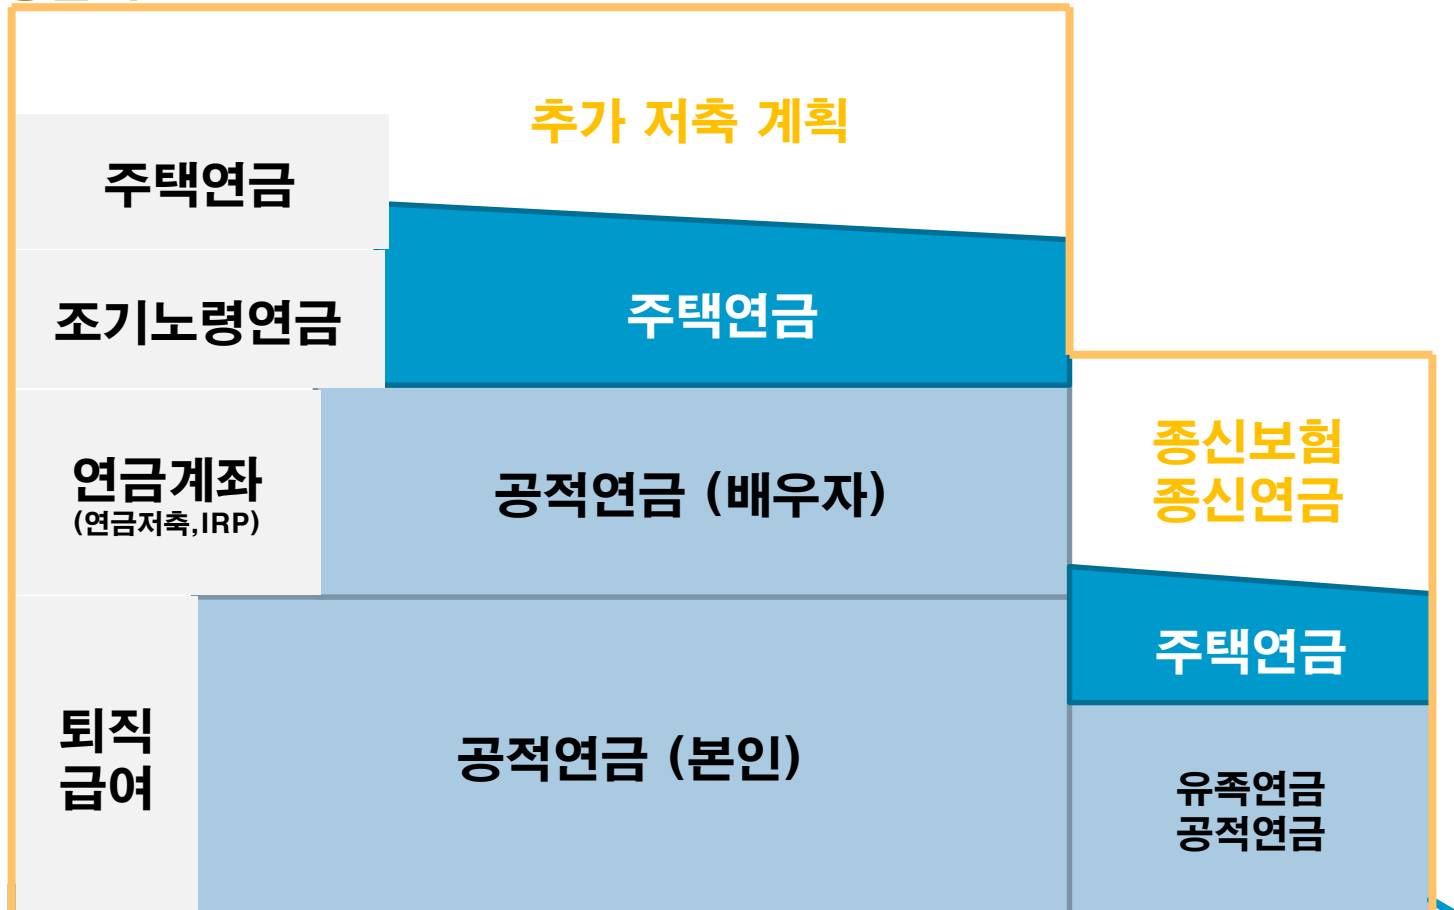 추가 저축 계획
주택연금
조기노령연금
주택연금
연금계좌
(연금저축,IRP)
공적연금 (배우자)
종신보험
종신연금
주택연금
퇴직
급여
공적연금 (본인)
유족연금
공적연금